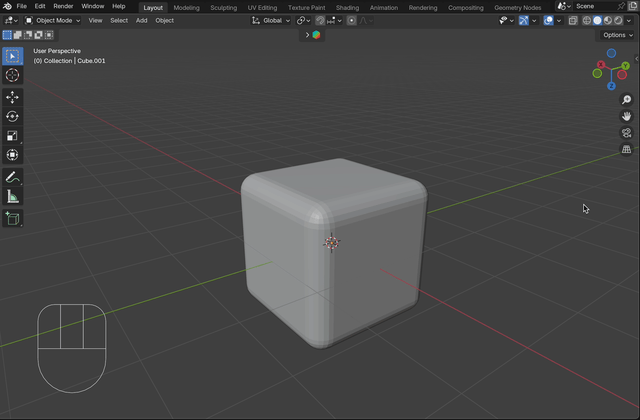 File Edit Render Window Help Layout Modeling Sculpting UV Editing Texture Paint Shading Animation Rendering Compositing Geometry Nodes Scene
Object Mode View Select Add Object Global
Options
User Perspective
(0) Collection | Cube.001
X
Y
Z